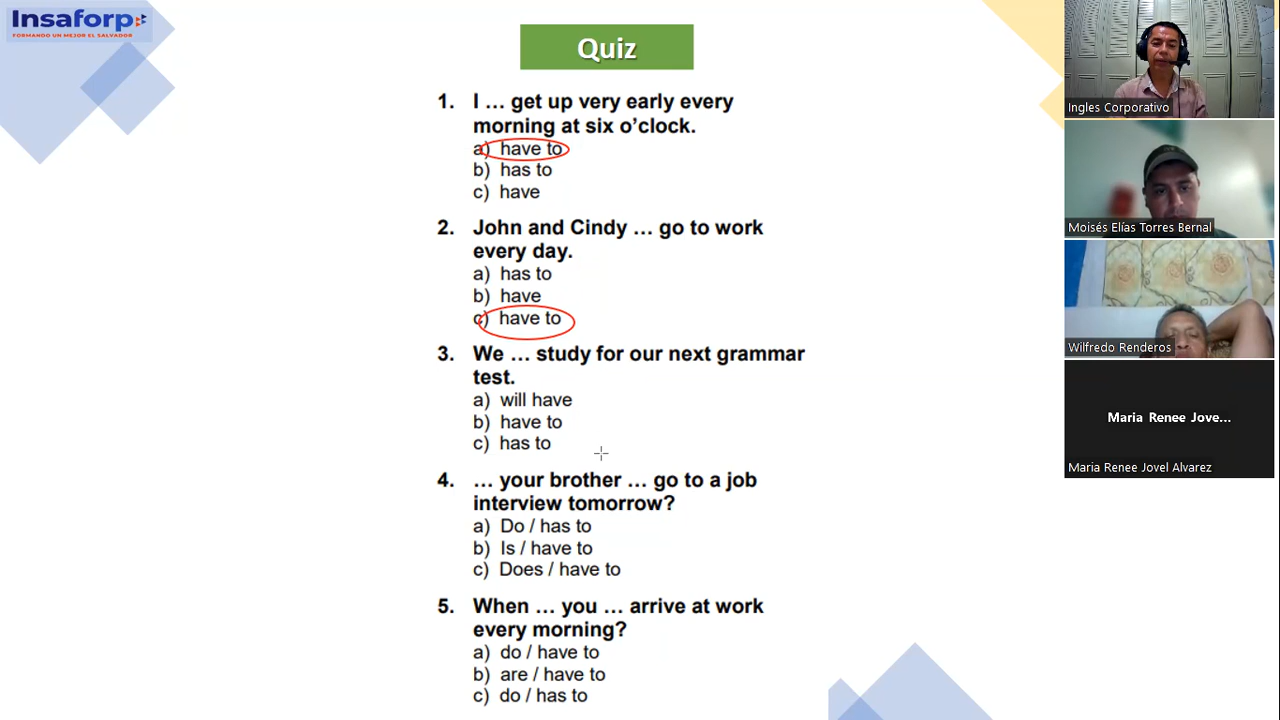 Insaforp
FORMANDO UN MEJOR EL SALVADOR
Quiz
1. I … get up very early every
morning at six o’clock.
a) have to
b) has to
c) have
2. John and Cindy … go to work
every day.
a) has to
b) have
c) have to
3. We … study for our next grammar
test.
a) will have
b) have to
c) has to
4. … your brother … go to a job
interview tomorrow?
a) Do / has to
b) Is / have to
c) Does / have to
5. When … you … arrive at work
every morning?
a) do / have to
b) are / have to
c) do / has to
Ingles Corporativo
Moisés Elías Torres Bernal
Wilfredo Renderos
Maria Renee Jove...
Maria Renee Jovel Alvarez